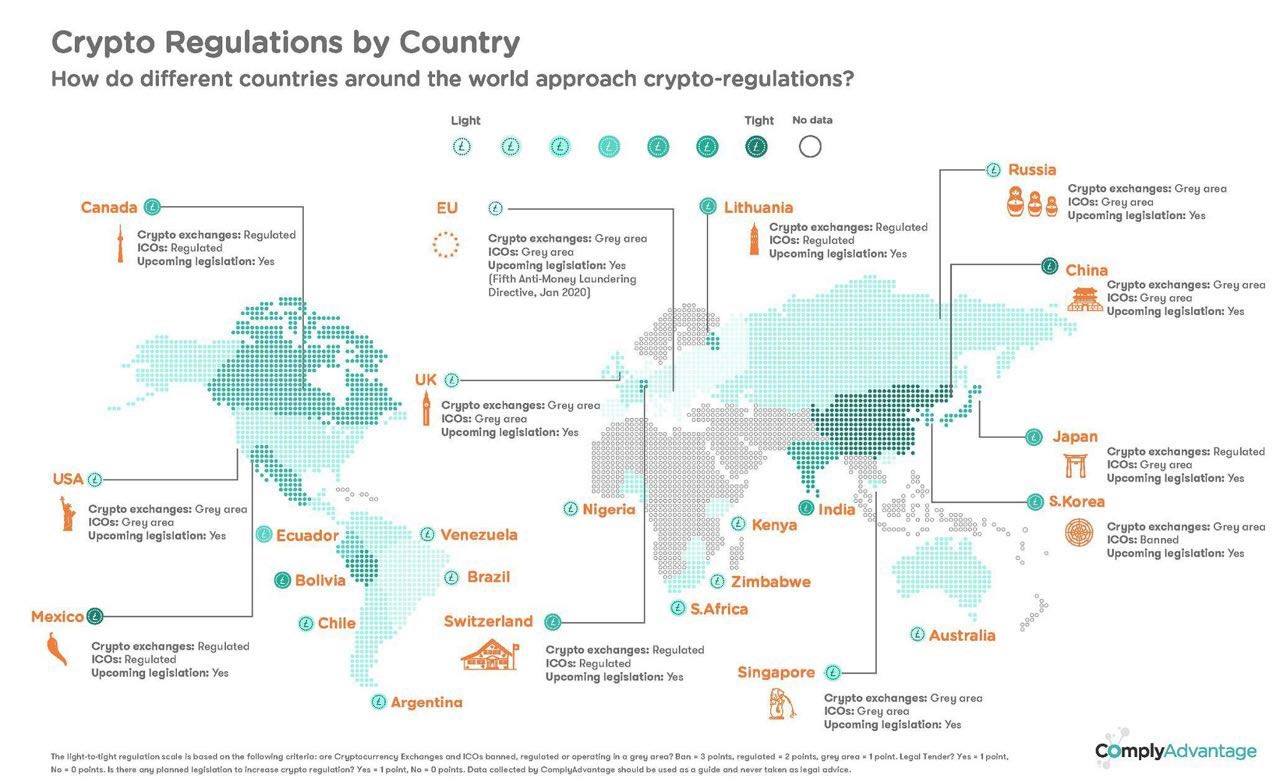 Crypto Regulations by Country
How do different countries around the world approach crypto-regulations?
Light
Tight
No data
Canada
Crypto exchanges: Regulated
ICOs: Regulated
Upcoming legislation: Yes
EU
Crypto exchanges: Grey area
ICOs: Grey area
Upcoming legislation: Yes
(Fifth Anti-Money Laundering
Directive, Jan 2020)
Lithuania
Crypto exchanges: Regulated
ICOs: Regulated
Upcoming legislation: Yes
Russia
Crypto exchanges: Grey area
ICOs: Grey area
Upcoming legislation: Yes
China
Crypto exchanges: Grey area
ICOs: Grey area
Upcoming legislation: Yes
UK
Crypto exchanges: Grey area
ICOs: Grey area
Upcoming legislation: Yes
Japan
Crypto exchanges: Regulated
ICOs: Grey area
Upcoming legislation: Yes
USA
Crypto exchanges: Grey area
ICOs: Grey area
Upcoming legislation: Yes
S.Korea
Crypto exchanges: Grey area
ICOs: Banned
Upcoming legislation: Yes
Nigeria
India
Kenya
Ecuador
Venezuela
Bolivia
Brazil
Zimbabwe
S.Africa
Mexico
Crypto exchanges: Regulated
ICOs: Regulated
Upcoming legislation: Yes
Chile
Switzerland
Crypto exchanges: Regulated
ICOs: Regulated
Upcoming legislation: Yes
Australia
Singapore
Crypto exchanges: Grey area
ICOs: Grey area
Upcoming legislation: Yes
Argentina
The light-to-tight regulation scale is based on the following criteria: are Cryptocurrency Exchanges and ICOs banned, regulated or operating in a grey area? Ban = 3 points, regulated = 2 points, grey area = 1 point. Legal Tender? Yes = 1 point,
No = 0 points. Is there any planned legislation to increase crypto regulation? Yes = 1 point, No = 0 points. Data collected by ComplyAdvantage should be used as a guide and never taken as legal advice.
ComplyAdvantage